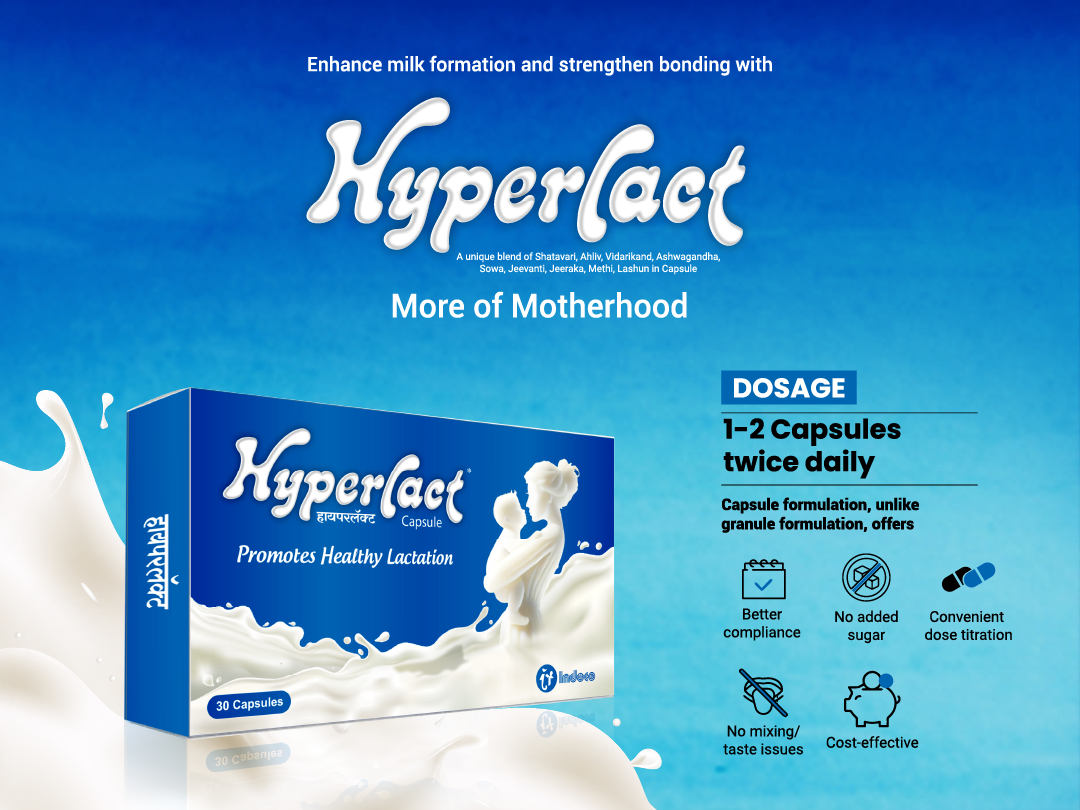 Enhance milk formation and strengthen bonding with
Hyperlact
A unique blend of Shatavari, Ahliv, Vidarikand, Ashwagandha,
Sowa, Jeevanti, Jeeraka, Methi, Lashun in Capsule
More of Motherhood
हायपरलॅक्ट
Hyperlact
हायपरलॅक्ट
Capsule
Promotes Healthy Lactation
30 Capsules
Indoco
30 Capsules
DOSAGE
1-2 Capsules
twice daily
Capsule formulation, unlike
granule formulation, offers
Better
compliance
No added
sugar
Convenient
dose titration
No mixing/
taste issues
Cost-effective